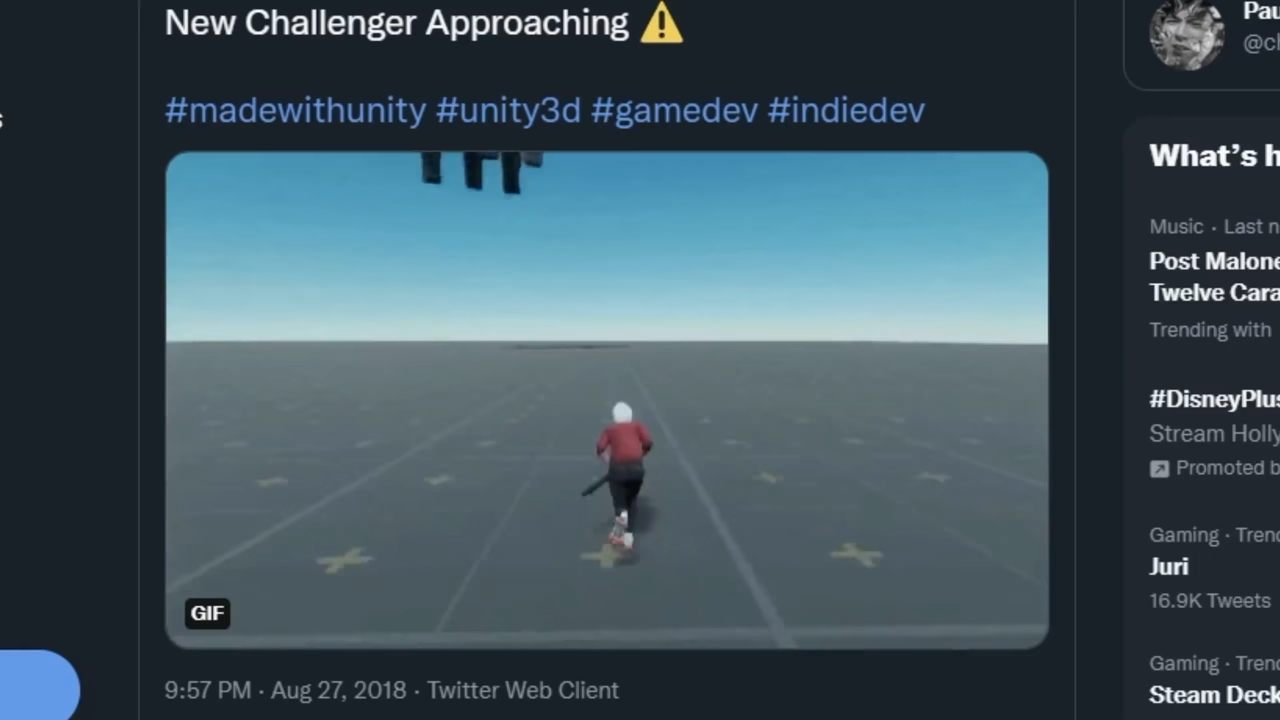 New Challenger Approaching ⚠️
#madewithunity #unity3d #gamedev #indiedev
GIF
9:57 PM · Aug 27, 2018 · Twitter Web Client
What's h
Music · Last n
Post Malone
Twelve Cara
Trending with
#DisneyPlus
Stream Holly
Promoted b
Gaming · Trend
Juri
16.9K Tweets
Gaming · Trend
Steam Deck